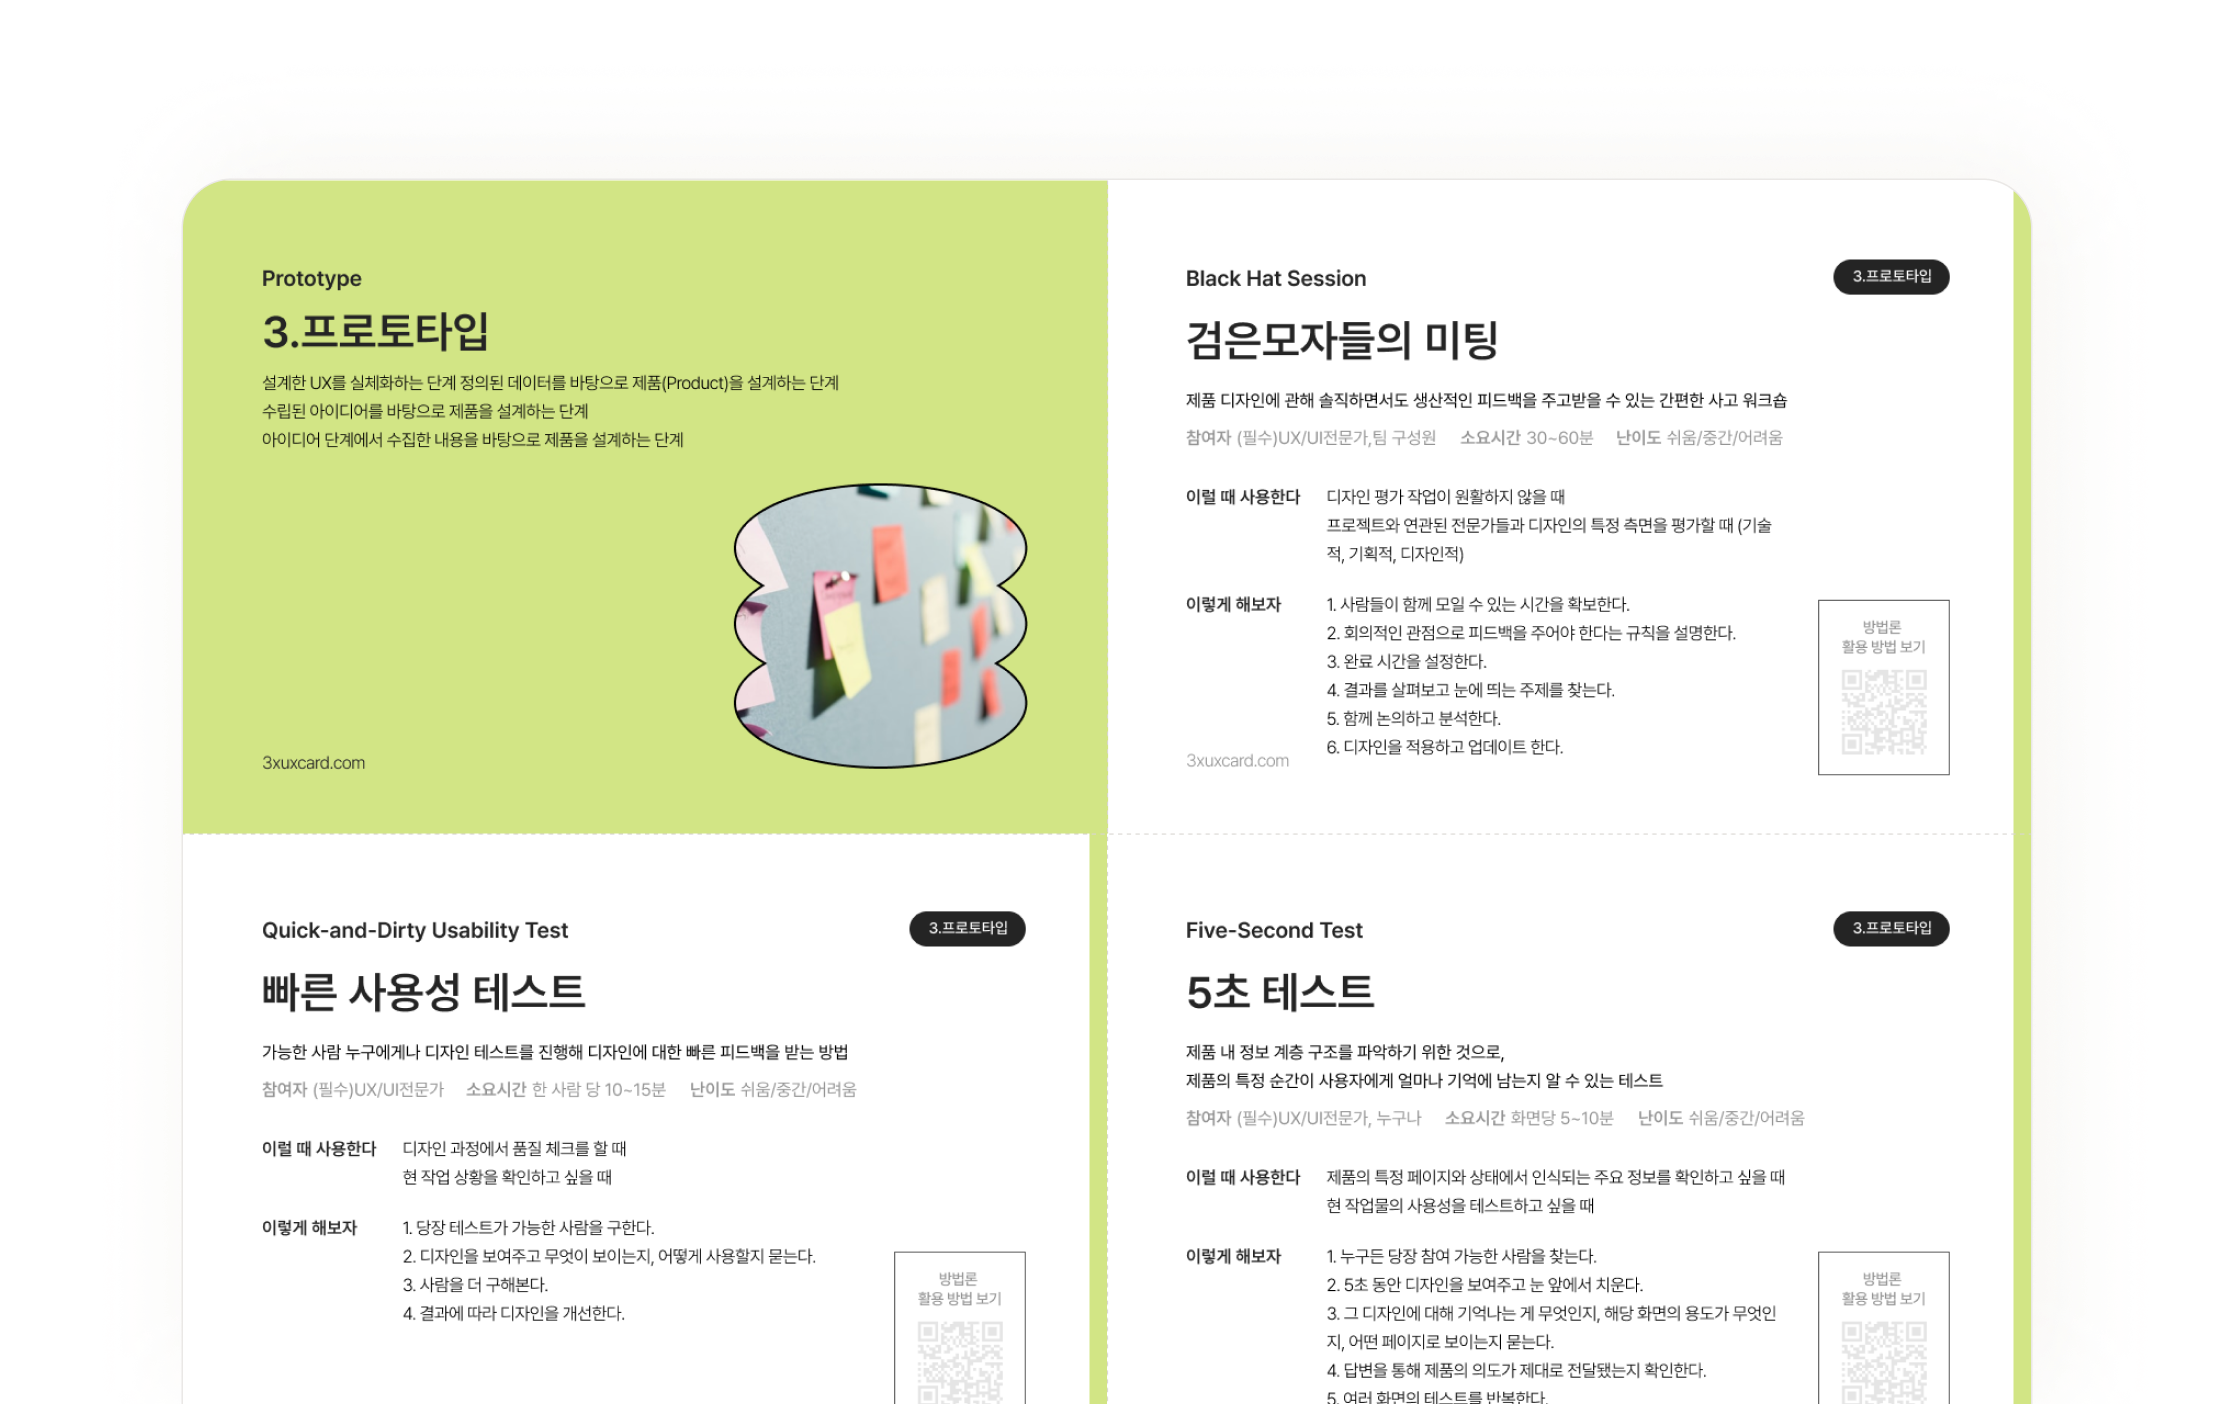 Prototype
3.프로토타입
설계한 UX를 실체화하는 단계 정의된 데이터를 바탕으로 제품(Product)을 설계하는 단계
수립된 아이디어를 바탕으로 제품을 설계하는 단계
아이디어 단계에서 수집한 내용을 바탕으로 제품을 설계하는 단계
3xuxcard.com
Black Hat Session
3.프로토타입
검은모자들의 미팅
제품 디자인에 관해 솔직하면서도 생산적인 피드백을 주고받을 수 있는 간편한 사고 워크숍
참여자 (필수)UX/UI전문가,팀 구성원 소요시간 30~60분 난이도 쉬움/중간/어려움
이럴 때 사용한다 디자인 평가 작업이 원활하지 않을 때
프로젝트와 연관된 전문가들과 디자인의 특정 측면을 평가할 때 (기술
적, 기획적, 디자인적)
이렇게 해보자 1. 사람들이 함께 모일 수 있는 시간을 확보한다.
2. 회의적인 관점으로 피드백을 주어야 한다는 규칙을 설명한다.
3. 완료 시간을 설정한다.
4. 결과를 살펴보고 눈에 띄는 주제를 찾는다.
5. 함께 논의하고 분석한다.
6. 디자인을 적용하고 업데이트 한다.
3xuxcard.com
방법론
활용 방법 보기
Quick-and-Dirty Usability Test
3.프로토타입
빠른 사용성 테스트
가능한 사람 누구에게나 디자인 테스트를 진행해 디자인에 대한 빠른 피드백을 받는 방법
참여자 (필수)UX/UI전문가 소요시간 한 사람 당 10~15분 난이도 쉬움/중간/어려움
이럴 때 사용한다 디자인 과정에서 품질 체크를 할 때
현 작업 상황을 확인하고 싶을 때
이렇게 해보자 1. 당장 테스트가 가능한 사람을 구한다.
2. 디자인을 보여주고 무엇이 보이는지, 어떻게 사용할지 묻는다.
3. 사람을 더 구해본다.
4. 결과에 따라 디자인을 개선한다.
방법론
활용 방법 보기
Five-Second Test
3.프로토타입
5초 테스트
제품 내 정보 계층 구조를 파악하기 위한 것으로,
제품의 특정 순간이 사용자에게 얼마나 기억에 남는지 알 수 있는 테스트
참여자 (필수)UX/UI전문가, 누구나 소요시간 화면당 5~10분 난이도 쉬움/중간/어려움
이럴 때 사용한다 제품의 특정 페이지와 상태에서 인식되는 주요 정보를 확인하고 싶을 때
현 작업물의 사용성을 테스트하고 싶을 때
이렇게 해보자 1. 누구든 당장 참여 가능한 사람을 찾는다.
2. 5초 동안 디자인을 보여주고 눈 앞에서 치운다.
3. 그 디자인에 대해 기억나는 게 무엇인지, 해당 화면의 용도가 무엇인
지, 어떤 페이지로 보이는지 묻는다.
4. 답변을 통해 제품의 의도가 제대로 전달됐는지 확인한다.
5. 여러 화면의 테스트를 반복한다.
방법론
활용 방법 보기